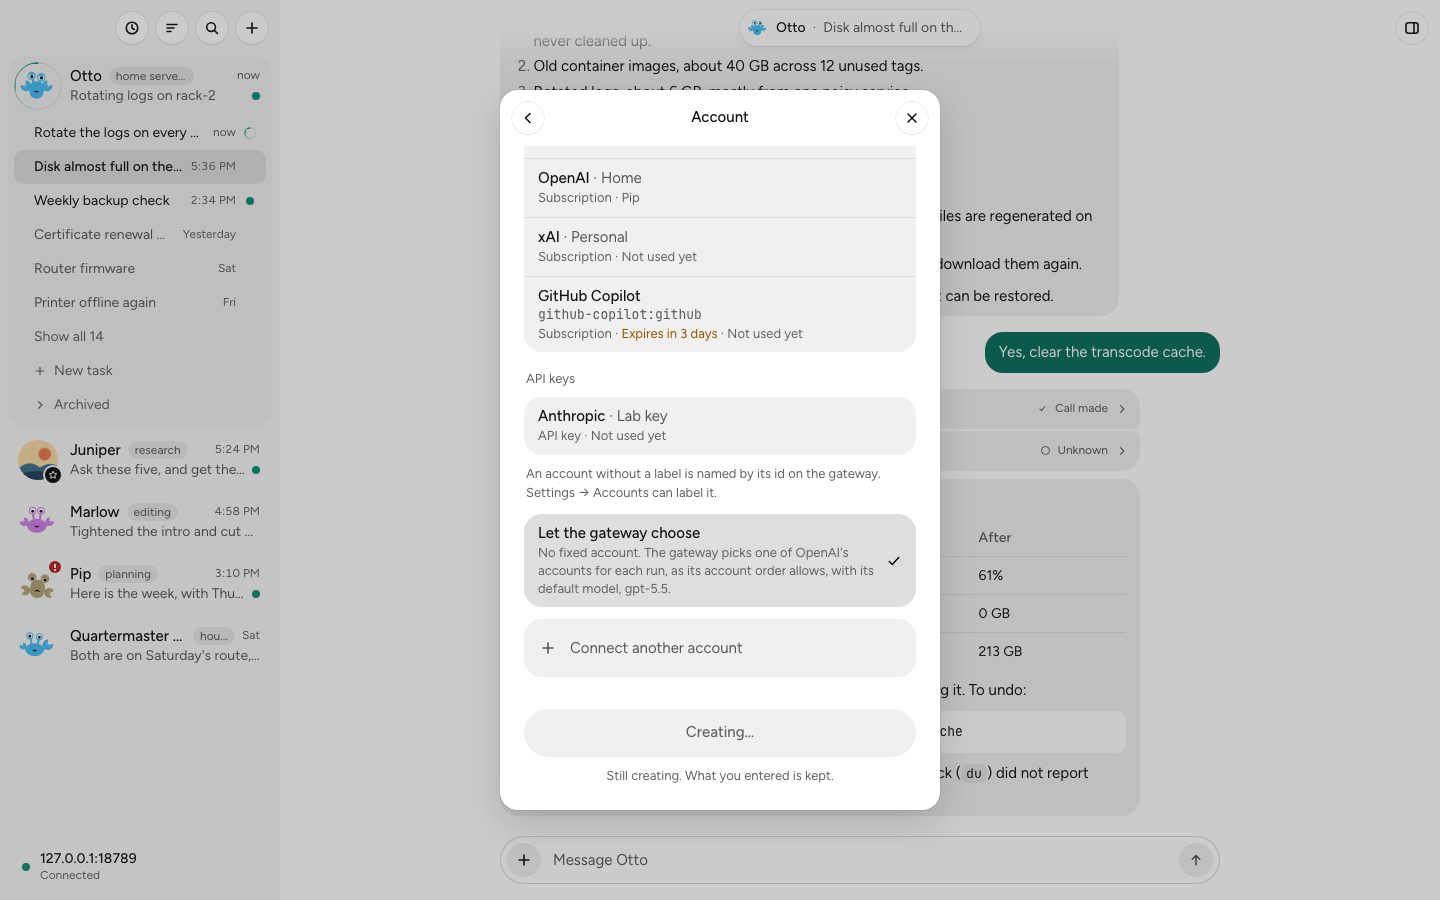 Otto home serve... now
Rotating logs on rack-2
Rotate the logs on every ... now
Disk almost full on the... 5:36 PM
Weekly backup check 2:34 PM
Certificate renewal ... Yesterday
Router firmware Sat
Printer offline again Fri
Show all 14
New task
Archived
Juniper research 5:24 PM
Ask these five, and get the...
Marlow editing 4:58 PM
Tightened the intro and cut ...
Pip planning 3:10 PM
Here is the week, with Thu...
Quartermaster ... hou... Sat
Both are on Saturday's route,...
127.0.0.1:18789
Connected
Otto · Disk almost full on th...
never cleaned up.
2. Old container images, about 40 GB across 12 unused tags.
Account
OpenAI · Home
Subscription · Pip
xAI · Personal
Subscription · Not used yet
GitHub Copilot
github-copilot:github
Subscription · Expires in 3 days · Not used yet
API keys
Anthropic · Lab key
API key · Not used yet
An account without a label is named by its id on the gateway.
Settings → Accounts can label it.
Let the gateway choose
No fixed account. The gateway picks one of OpenAI's
accounts for each run, as its account order allows, with its
default model, gpt-5.5.
Connect another account
Creating...
Still creating. What you entered is kept.
are regenerated on
download them again.
can be restored.
Yes, clear the transcode cache.
Call made
Unknown
After
61%
0 GB
213 GB
it. To undo:
(du) did not report
Message Otto